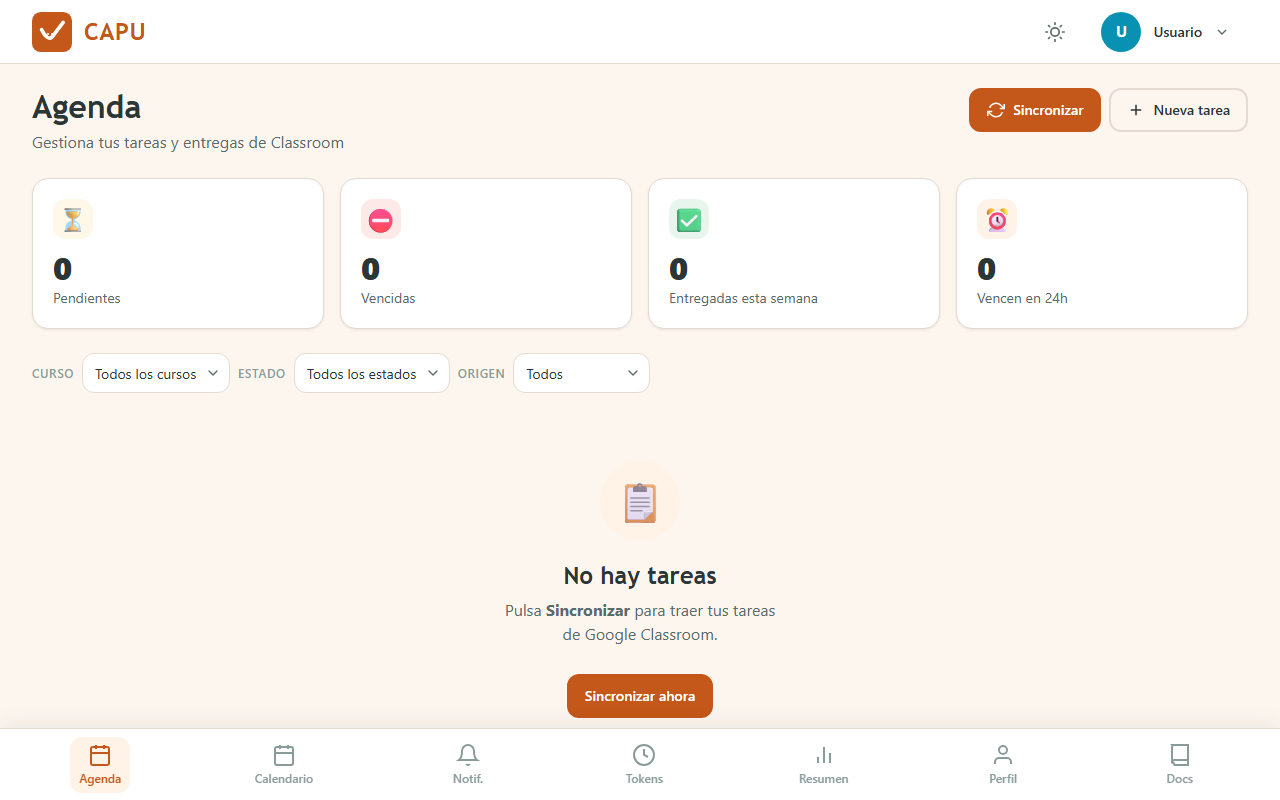 CAPU
U
Usuario
Agenda
Gestiona tus tareas y entregas de Classroom
Sincronizar
Nueva tarea
0
Pendientes
0
Vencidas
0
Entregadas esta semana
0
Vencen en 24h
CURSO Todos los cursos ESTADO Todos los estados ORIGEN Todos
No hay tareas
Pulsa Sincronizar para traer tus tareas
de Google Classroom.
Sincronizar ahora
Agenda Calendario Notif. Tokens Resumen Perfil Docs